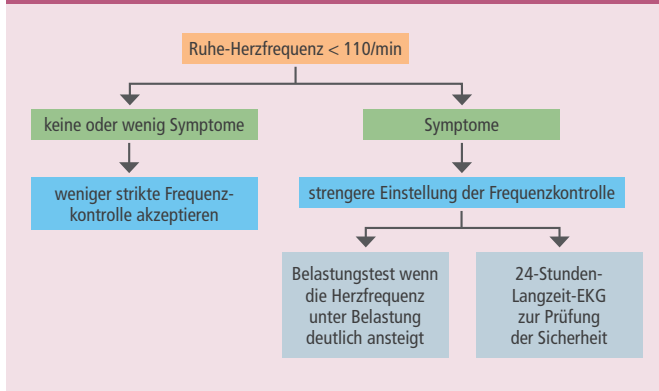 Ruhe-Herzfrequenz < 110/min
keine oder wenig Symptome
Symptome
weniger strikte Frequenz-
kontrolle akzeptieren
strengere Einstellung der Frequenzkontrolle
Belastungstest wenn
die Herzfrequenz
unter Belastung
deutlich ansteigt
24-Stunden-
Langzeit-EKG
zur Prüfung
der Sicherheit